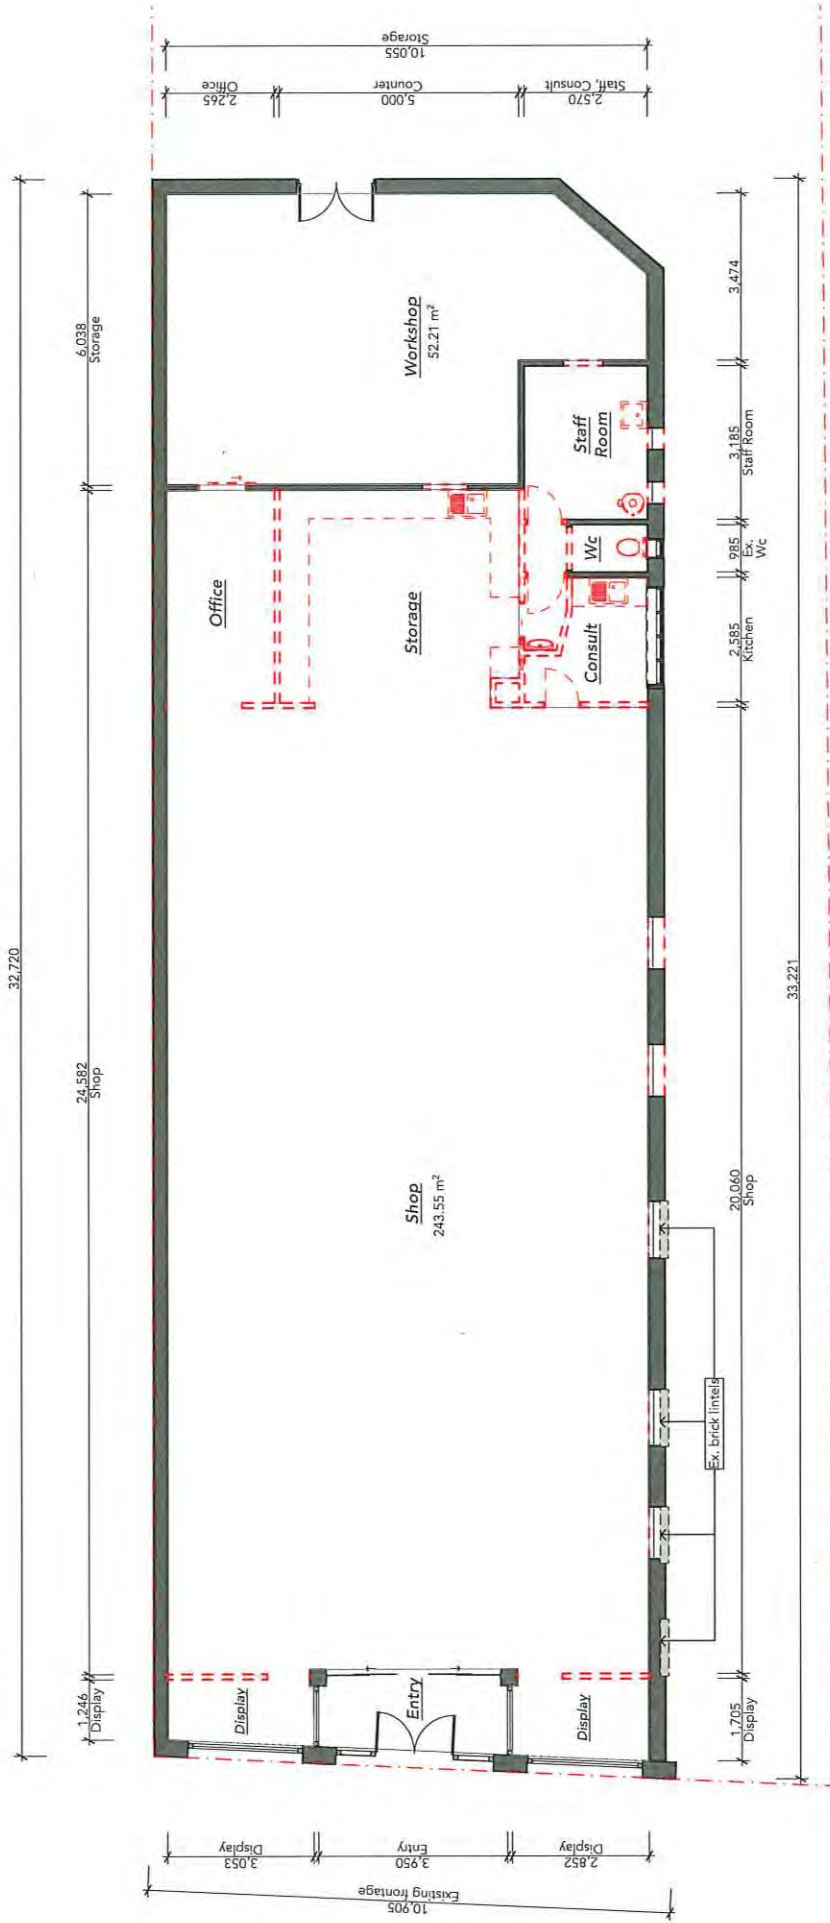 10,055
Storage
2,265
Office
5,000
Counter
2,570
Staff, Consult
32,720
6,038
Storage
24,582
Shop
1,246
Display
Workshop
52.21 m²
Staff
Room
Wc
Office
Storage
Consult
Shop
243.55 m²
Display
Entry
Display
3,474
3,185
Staff Room
985
Ex.
Wc
2,585
Kitchen
20,060
Shop
1,705
Display
33,221
Ex. brick lintels
3,053
Display
3,950
Entry
2,852
Display
10,905
Existing frontage